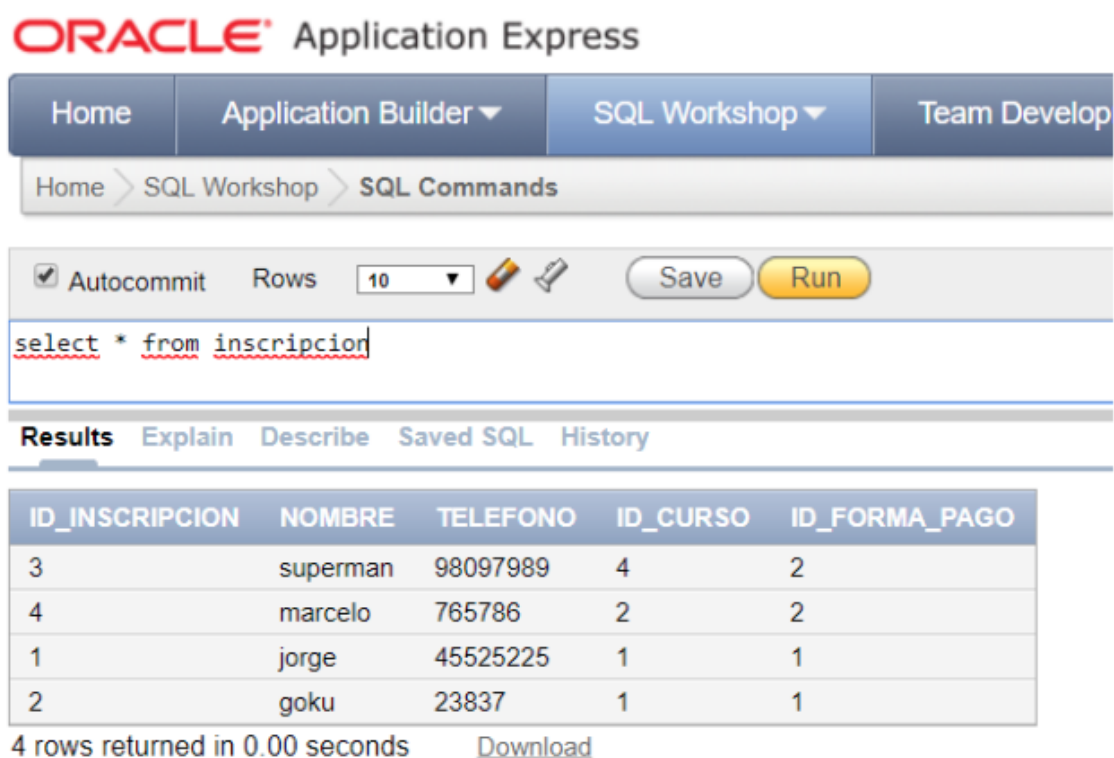 ORACLE Application Express
Home Application Builder SQL Workshop Team Develop
Home SQL Workshop SQL Commands
Autocommit Rows 10 Save Run
select * from inscripcion
Results Explain Describe Saved SQL History
ID_INSCRIPCION NOMBRE TELEFONO ID_CURSO ID_FORMA_PAGO
3 superman 98097989 4 2
4 marcelo 765786 2 2
1 jorge 45525225 1 1
2 goku 23837 1 1
4 rows returned in 0.00 seconds Download